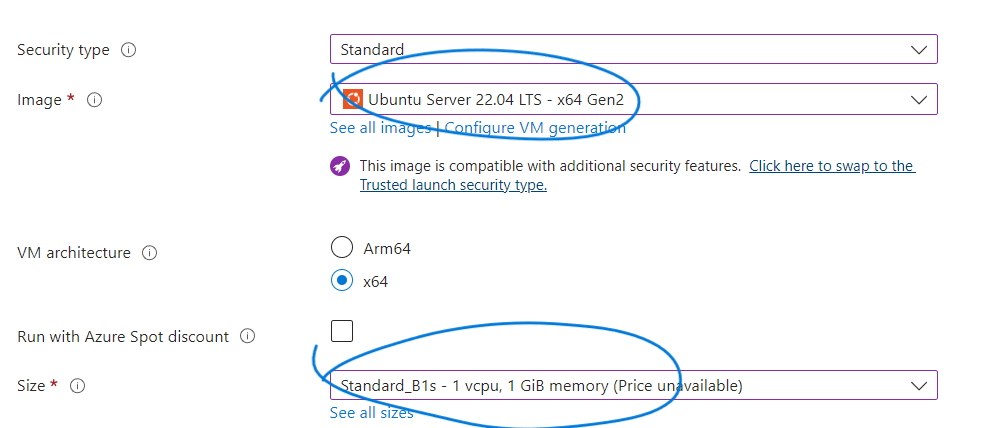 Security type
Standard
Image *
Ubuntu Server 22.04 LTS - x64 Gen2
See all images | Configure VM generation
This image is compatible with additional security features. Click here to swap to the
Trusted launch security type.
VM architecture
Arm64
x64
Run with Azure Spot discount
Size *
Standard_B1s - 1 vcpu, 1 GiB memory (Price unavailable)
See all sizes